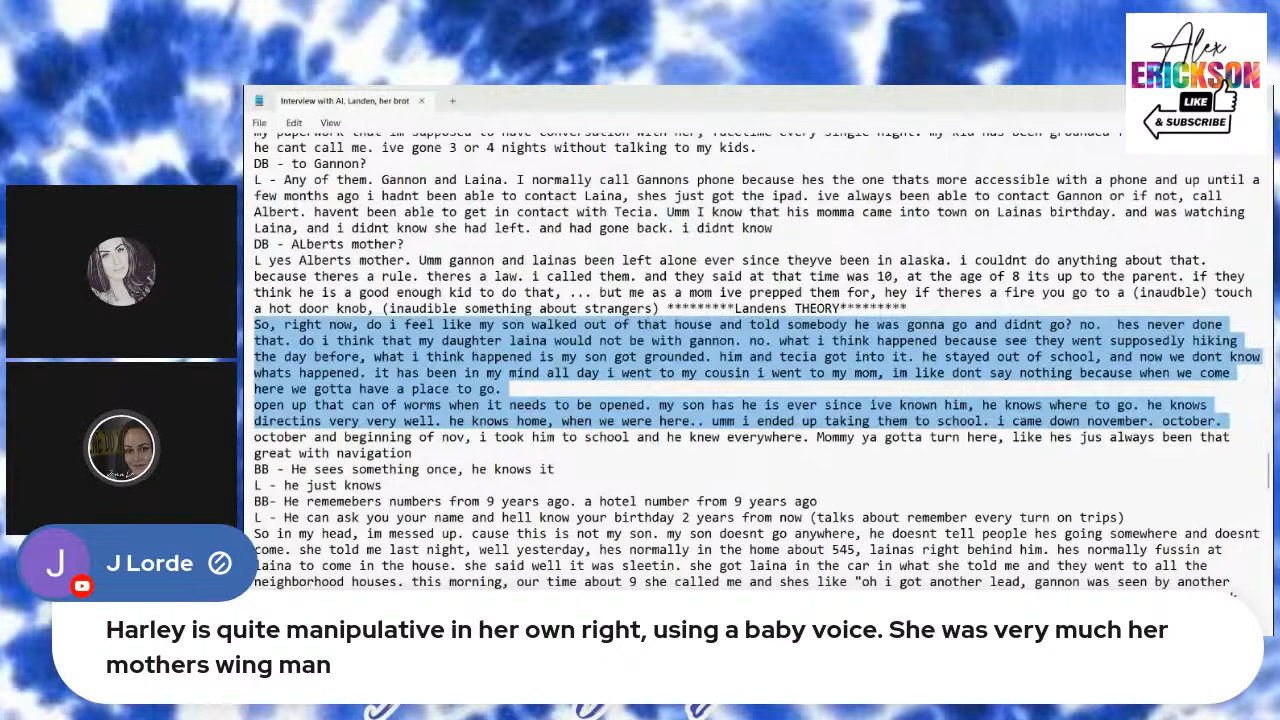 Alex
ERICKSON
LIKE
& SUBSCRIBE
Interview with Al, Landen, her brot
File Edit View
he cant call me. ive gone 3 or 4 nights without talking to my kids.
DB - to Gannon?
L - Any of them. Gannon and Laina. I normally call Gannons phone because hes the one thats more accessible with a phone and up until a
few months ago i hadnt been able to contact Laina, shes just got the ipad. ive always been able to contact Gannon or if not, call
Albert. havent been able to get in contact with Tecia. Umm I know that his momma came into town on Lainas birthday. and was watching
Laina, and i didnt know she had left. and had gone back. i didnt know
DB - ALberts mother?
L yes Alberts mother. Umm gannon and lainas been left alone ever since theyve been in alaska. i couldnt do anything about that.
because theres a rule. theres a law. i called them. and they said at that time was 10, at the age of 8 its up to the parent. if they
think he is a good enough kid to do that, ... but me as a mom ive prepped them for, hey if theres a fire you go to a (inaudble) touch
a hot door knob, (inaudible something about strangers) *********Landens THEORY*********
So, right now, do i feel like my son walked out of that house and told somebody he was gonna go and didnt go? no.  hes never done
that. do i think that my daughter laina would not be with gannon. no. what i think happened because see they went supposedly hiking
the day before, what i think happened is my son got grounded. him and tecia got into it. he stayed out of school, and now we dont know
whats happened. it has been in my mind all day i went to my cousin i went to my mom, im like dont say nothing because when we come
here we gotta have a place to go.
open up that can of worms when it needs to be opened. my son has he is ever since ive known him, he knows where to go. he knows
directins very very well. he knows home, when we were here.. umm i ended up taking them to school. i came down november. october.
october and beginning of nov, i took him to school and he knew everywhere. Mommy ya gotta turn here, like hes jus always been that
great with navigation
BB - He sees something once, he knows it
L - he just knows
BB- He rememebers numbers from 9 years ago. a hotel number from 9 years ago
L - He can ask you your name and hell know your birthday 2 years from now (talks about remember every turn on trips)
So in my head, im messed up. cause this is not my son. my son doesnt go anywhere, he doesnt tell people hes going somewhere and doesnt
come. she told me last night, well yesterday, hes normally in the home about 545, lainas right behind him. hes normally fussin at
laina to come in the house. she said well it was sleetin. she got laina in the car in what she told me and they went to all the
neighborhood houses. this morning, our time about 9 she called me and shes like "oh i got another lead, gannon was seen by another
J
J Lorde
Harley is quite manipulative in her own right, using a baby voice. She was very much her
mothers wing man